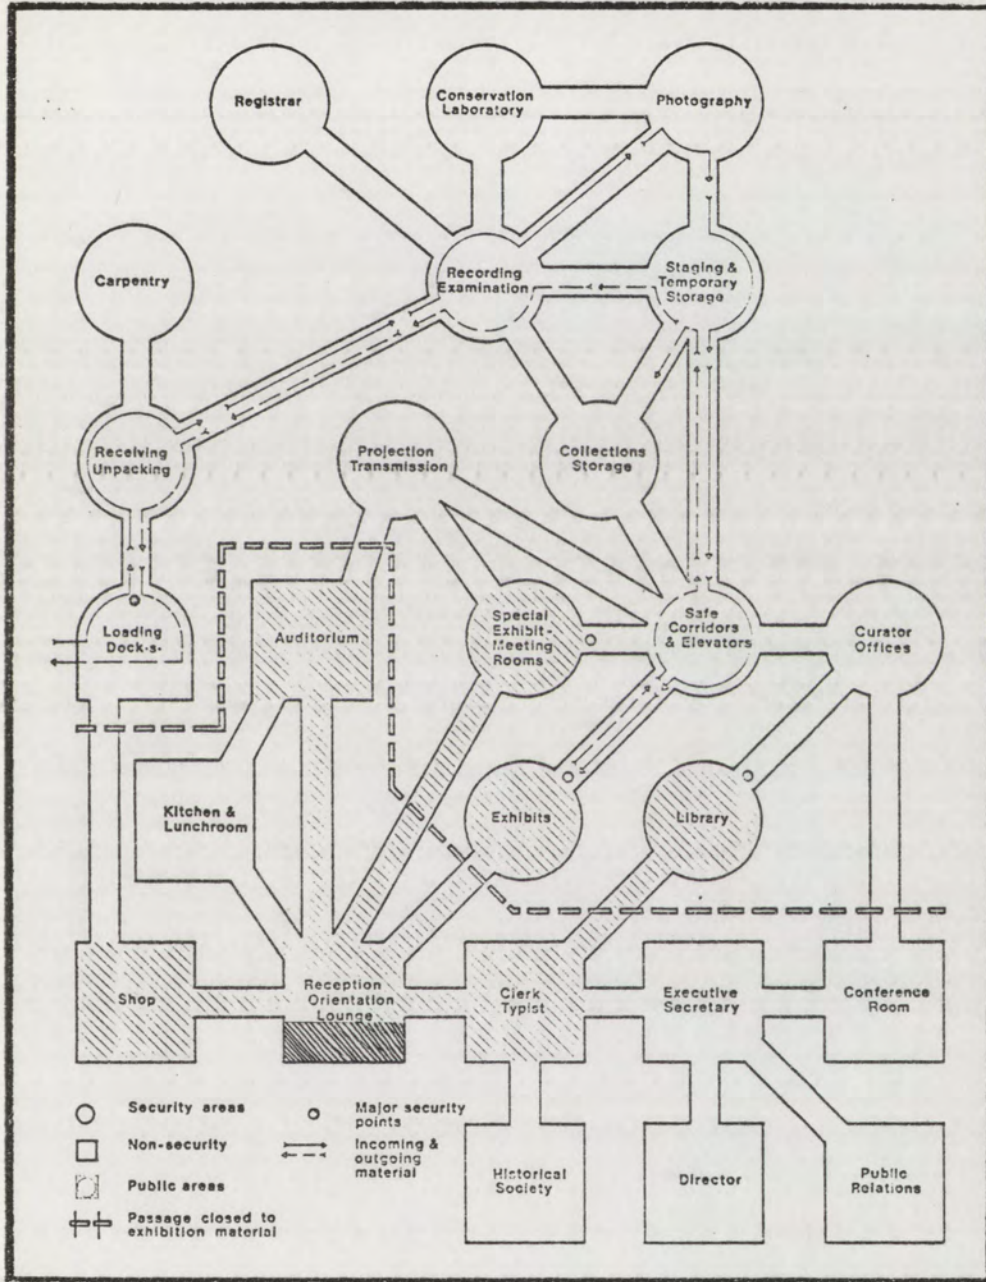 Registrar
Conservation
Laboratory
Photography
Carpentry
Recording
Examination
Staging &
Temporary
Storage
Receiving
Unpacking
Projection
Transmission
Collections
Storage
Loading
Dock-s-
Auditorium
Special
Exhibit-
Meeting
Rooms
Safe
Corridors
& Elevators
Curator
Offices
Kitchen &
Lunchroom
Exhibits
Library
Shop
Reception
Orientation
Lounge
Clerk
Typist
Executive
Secretary
Conference
Room
Security areas
Non-security
Public areas
Passage closed to
exhibition material
Major security
points
Incoming &
outgoing
material
Historical
Society
Director
Public
Relations